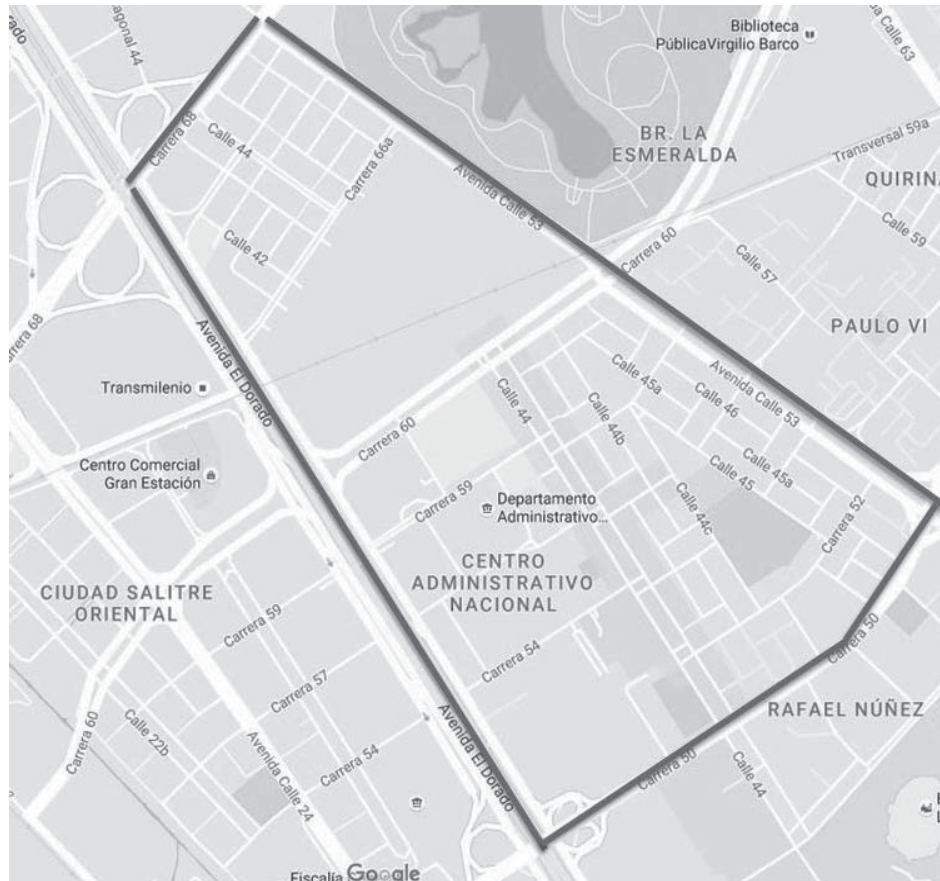 Biblioteca
PúblicaVirgilio Barco
Calle 63
Carrera 68
Calle 44
Carrera 66a
BR. LA
ESMERALDA
Transversal 59a
Avenida Calle 53
Calle 42
Carrera 60
Calle 57
Calle 59
PAULO VI
Avenida El Dorado
Transmilenio
Calle 44
Calle 45a
Calle 46
Avenida Calle 53
Calle 44b
Carrera 60
Centro Comercial
Gran Estación
Carrera 59
Departamento
Administrativo...
Calle 45
Calle 45a
Calle 44c
Carrera 52
CENTRO
ADMINISTRATIVO
NACIONAL
CIUDAD SALITRE
ORIENTAL
Carrera 59
Carrera 54
Carrera 50
Carrera 57
RAFAEL NÚÑEZ
Carrera 60
Calle 22b
Avenida Calle 24
Carrera 54
Avenida El Dorado
Carrera 50
Calle 44
Fiscalía
Google